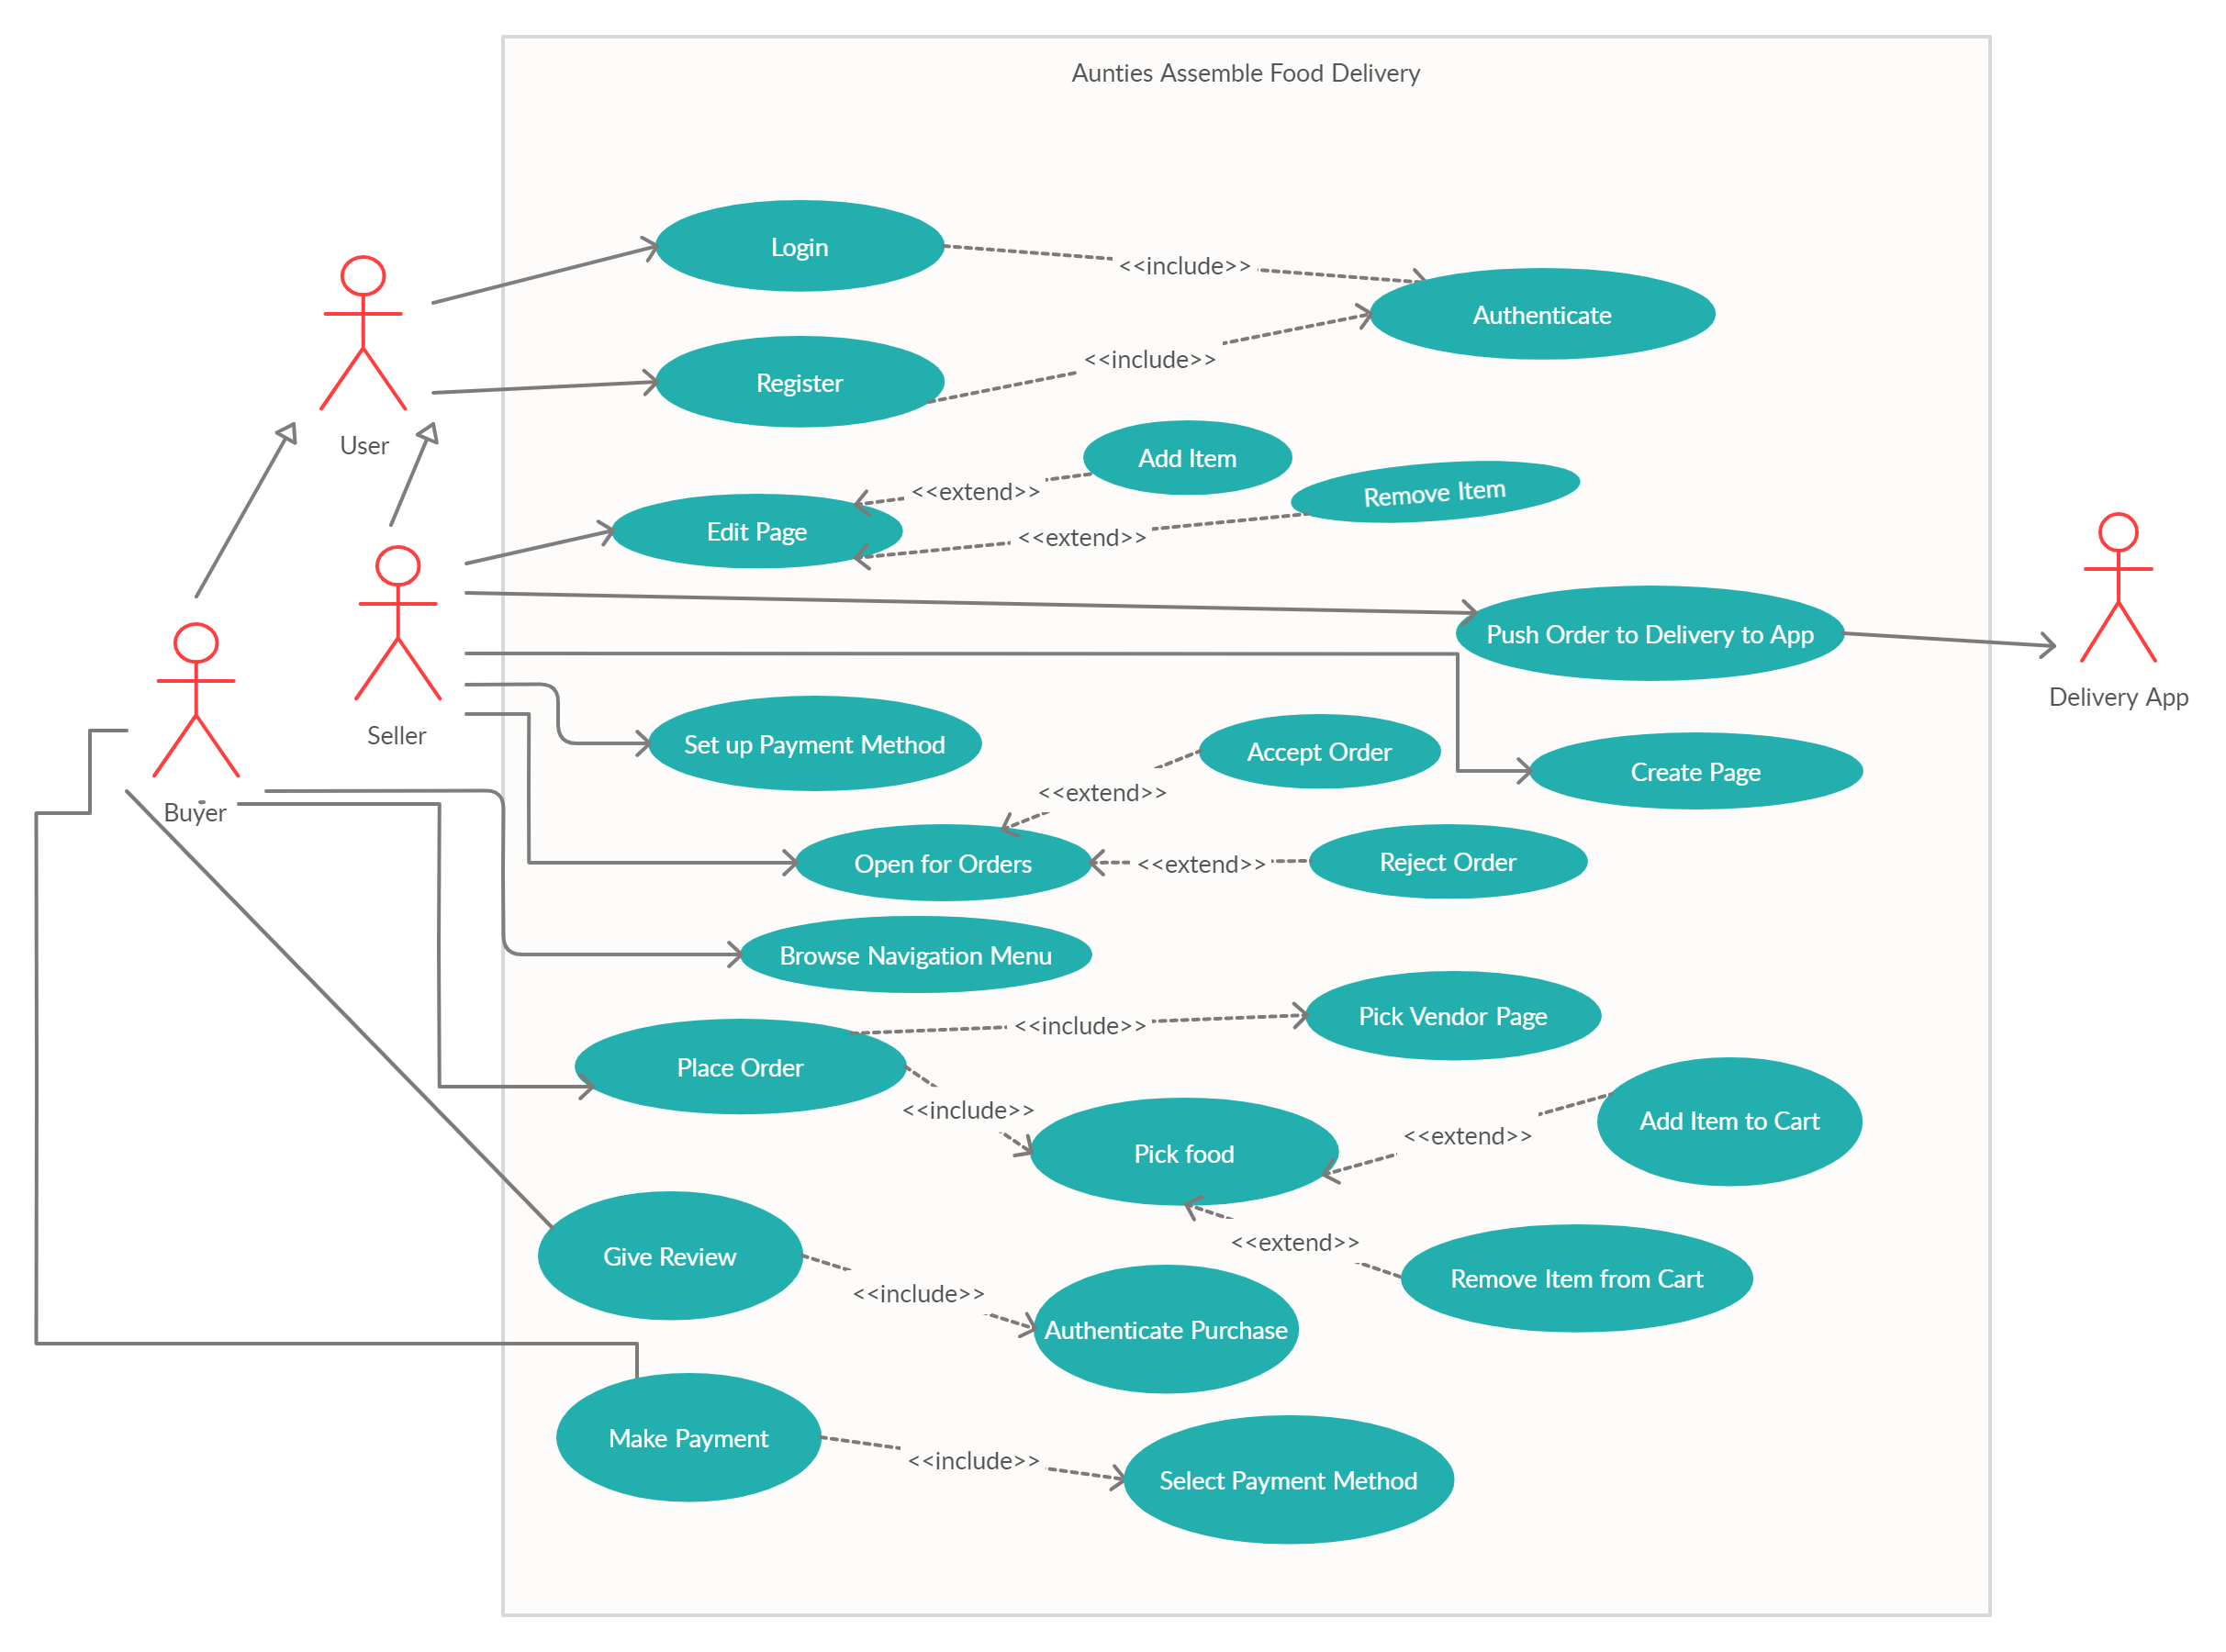 Aunties Assemble Food Delivery
Login
<<include>>
Authenticate
Register
<<include>>
User
Add Item
<<extend>>
Remove Item
Edit Page
<<extend>>
Push Order to Delivery to App
Delivery App
Seller
Set up Payment Method
Accept Order
Create Page
<<extend>>
Buyer
Open for Orders
<<extend>>
Reject Order
Browse Navigation Menu
Pick Vendor Page
<<include>>
Place Order
<<include>>
Add Item to Cart
<<extend>>
Pick food
<<extend>>
Give Review
Remove Item from Cart
<<include>>
Authenticate Purchase
Make Payment
<<include>>
Select Payment Method